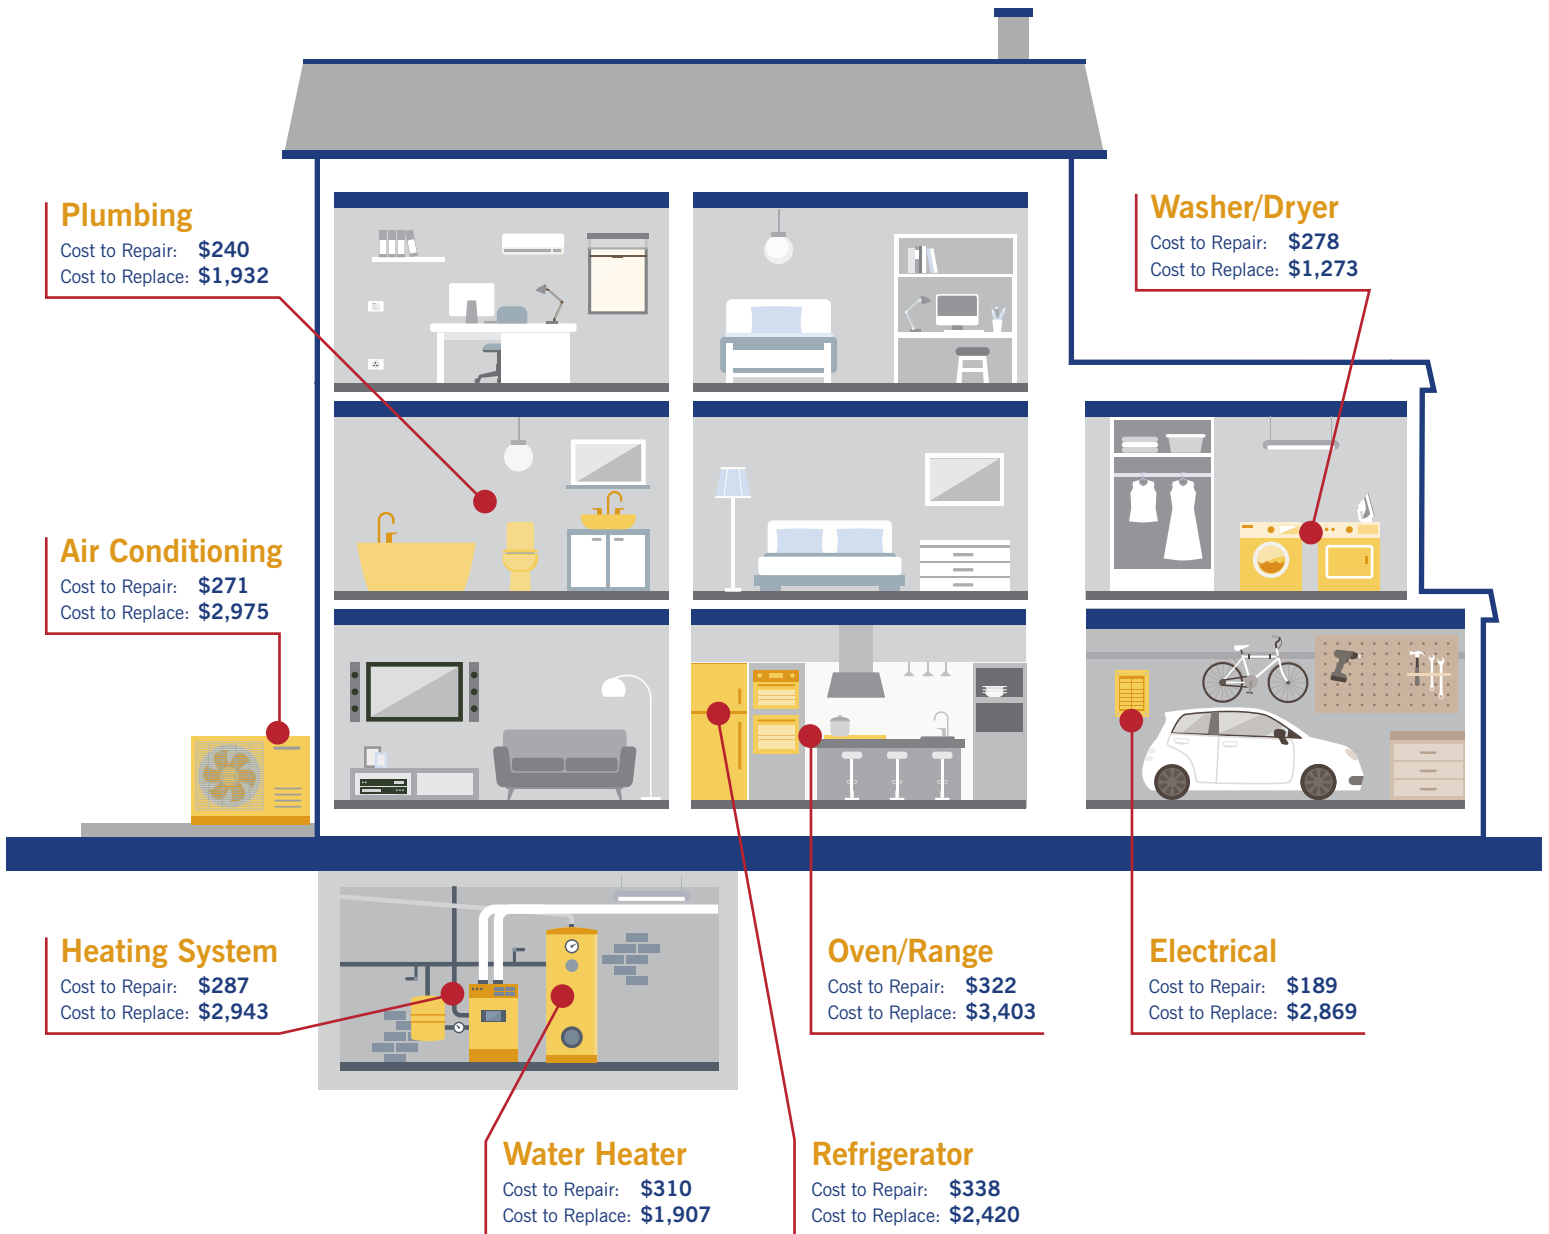 Plumbing
Cost to Repair: $240
Cost to Replace: $1,932
Washer/Dryer
Cost to Repair: $278
Cost to Replace: $1,273
Air Conditioning
Cost to Repair: $271
Cost to Replace: $2,975
Heating System
Cost to Repair: $287
Cost to Replace: $2,943
Oven/Range
Cost to Repair: $322
Cost to Replace: $3,403
Electrical
Cost to Repair: $189
Cost to Replace: $2,869
Water Heater
Cost to Repair: $310
Cost to Replace: $1,907
Refrigerator
Cost to Repair: $338
Cost to Replace: $2,420